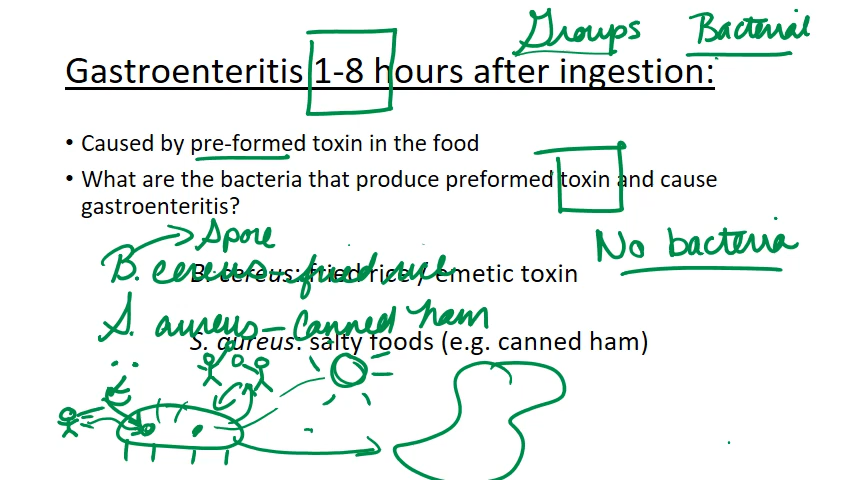 Groups Bacterial
Gastroenteritis 1-8 hours after ingestion:
• Caused by pre-formed toxin in the food
• What are the bacteria that produce preformed toxin and cause
gastroenteritis?
Spore
No bacteria
B. cereus - fried rice
B. cereus: fried rice / emetic toxin
S. aureus - Canned ham
S. aureus: salty foods (e.g. canned ham)